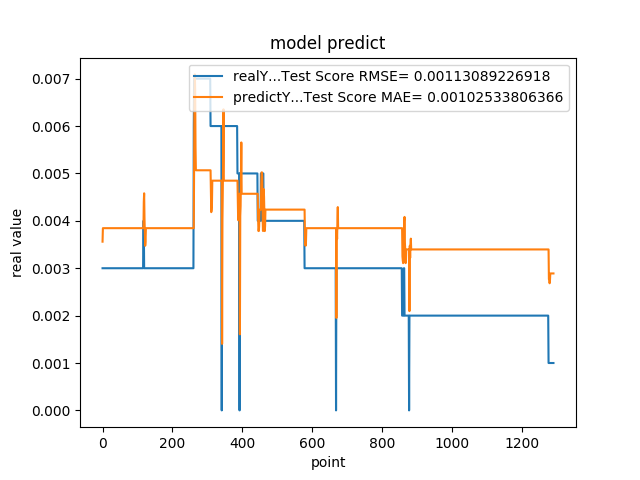 model predict
realY...Test Score RMSE= 0.00113089226918
predictY...Test Score MAE= 0.00102533806366
real value
0.007
0.006
0.005
0.004
0.003
0.002
0.001
0.000
0 200 400 600 800 1000 1200
point